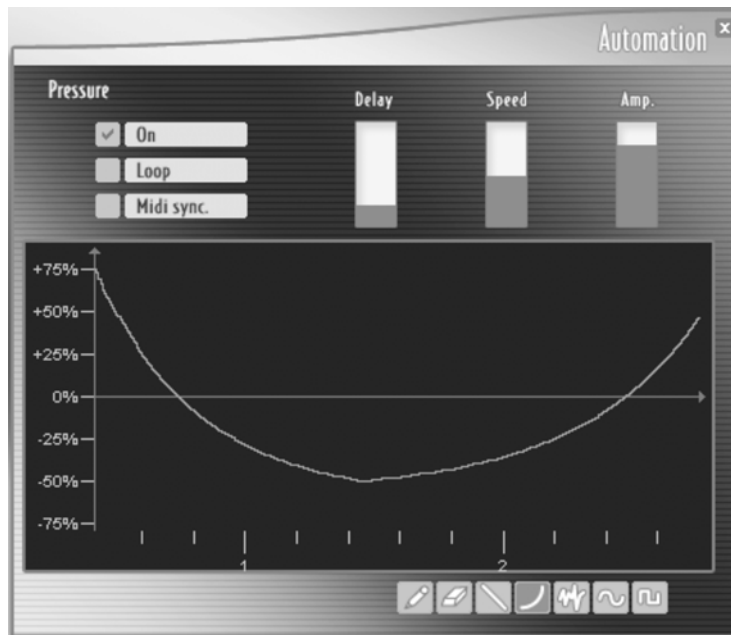 Automation x
Pressure
Delay Speed Amp.
On
Loop
Midi sync.
+75%
+50%
+25%
0%
-25%
-50%
-75%
1 2